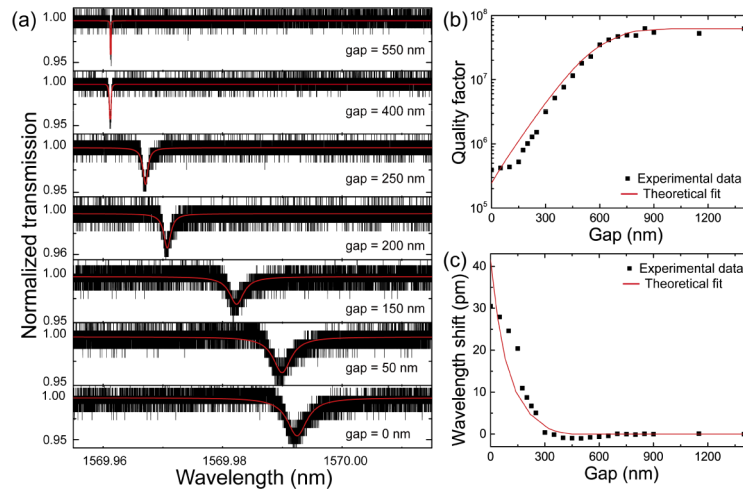 (a)
1.00
0.95
gap = 550 nm
1.00
0.95
gap = 400 nm
1.00
0.95
gap = 250 nm
1.00
0.96
gap = 200 nm
1.00
0.95
gap = 150 nm
1.00
0.95
gap = 50 nm
1.00
0.95
gap = 0 nm
Normalized transmission
1569.96
1569.98
1570.00
Wavelength (nm)
(b)
10^8
10^7
10^6
10^5
Quality factor
Experimental data
Theoretical fit
0
300
600
900
1200
Gap (nm)
(c)
40
30
20
10
0
Wavelength shift (pm)
Experimental data
Theoretical fit
0
300
600
900
1200
Gap (nm)